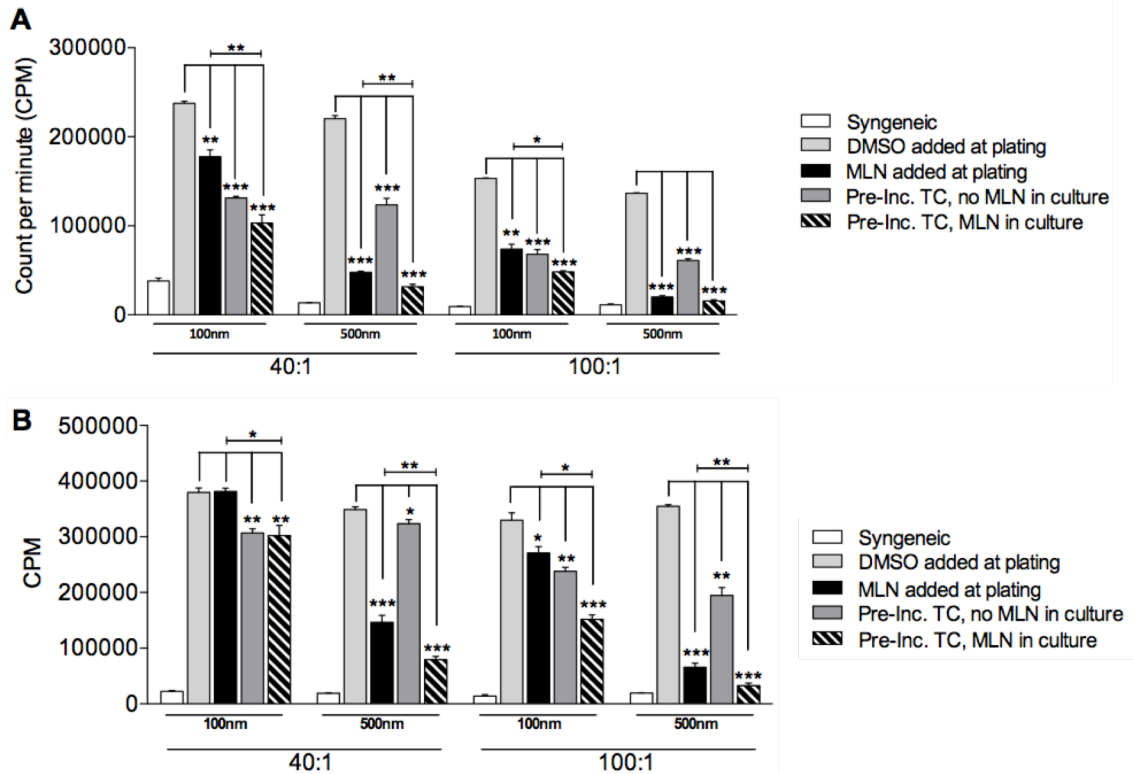 A
Count per minute (CPM)
300000
200000
100000
0
**
**
***
***
**
***
***
***
*
**
***
***
***
***
***
100nm
500nm
100nm
500nm
40:1
100:1
Syngeneic
DMSO added at plating
MLN added at plating
Pre-Inc. TC, no MLN in culture
Pre-Inc. TC, MLN in culture
B
CPM
500000
400000
300000
200000
100000
0
*
**
**
**
***
*
***
*
*
**
***
**
***
**
***
100nm
500nm
100nm
500nm
40:1
100:1
Syngeneic
DMSO added at plating
MLN added at plating
Pre-Inc. TC, no MLN in culture
Pre-Inc. TC, MLN in culture